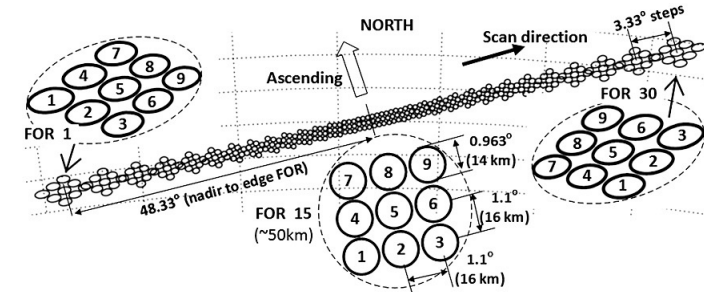 NORTH
3.33° steps
Scan direction
Ascending
7
4 8
1 5 9
2 6
3
FOR 1
FOR 30
9
8 6 3
7 5 2
4 1
48.33° (nadir to edge FOR)
FOR 15
(~50km)
7 8 9
4 5 6
1 2 3
0.963°
(14 km)
1.1°
(16 km)
1.1°
(16 km)